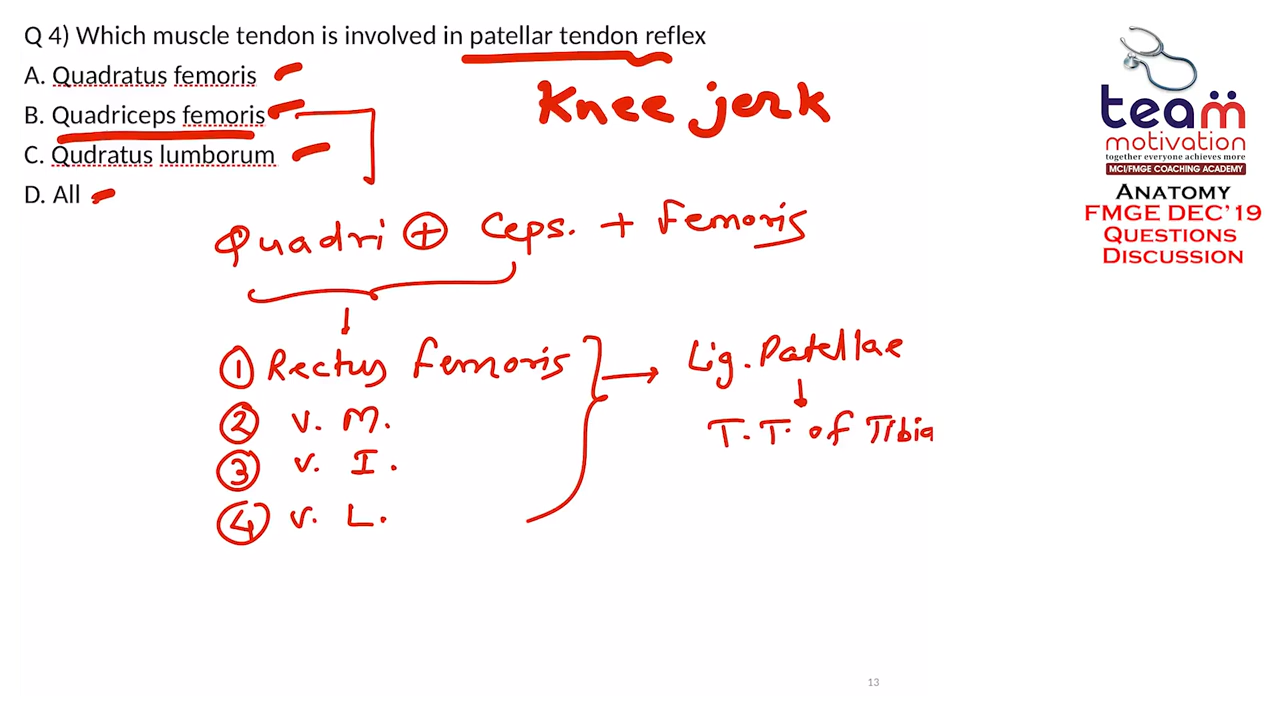 Q 4) Which muscle tendon is involved in patellar tendon reflex
A. Quadratus femoris
B. Quadriceps femoris
C. Qudratus lumborum
D. All
Knee jerk
Quadri + Ceps. + Femoris
1 Rectus femoris
2 V. M.
3 V. I.
4 V. L.
Lig. Patellae
T. T. of Tibia
team
motivation
together everyone achieves more
MCI/FMGE COACHING ACADEMY
ANATOMY
FMGE DEC'19
QUESTIONS
DISCUSSION
13